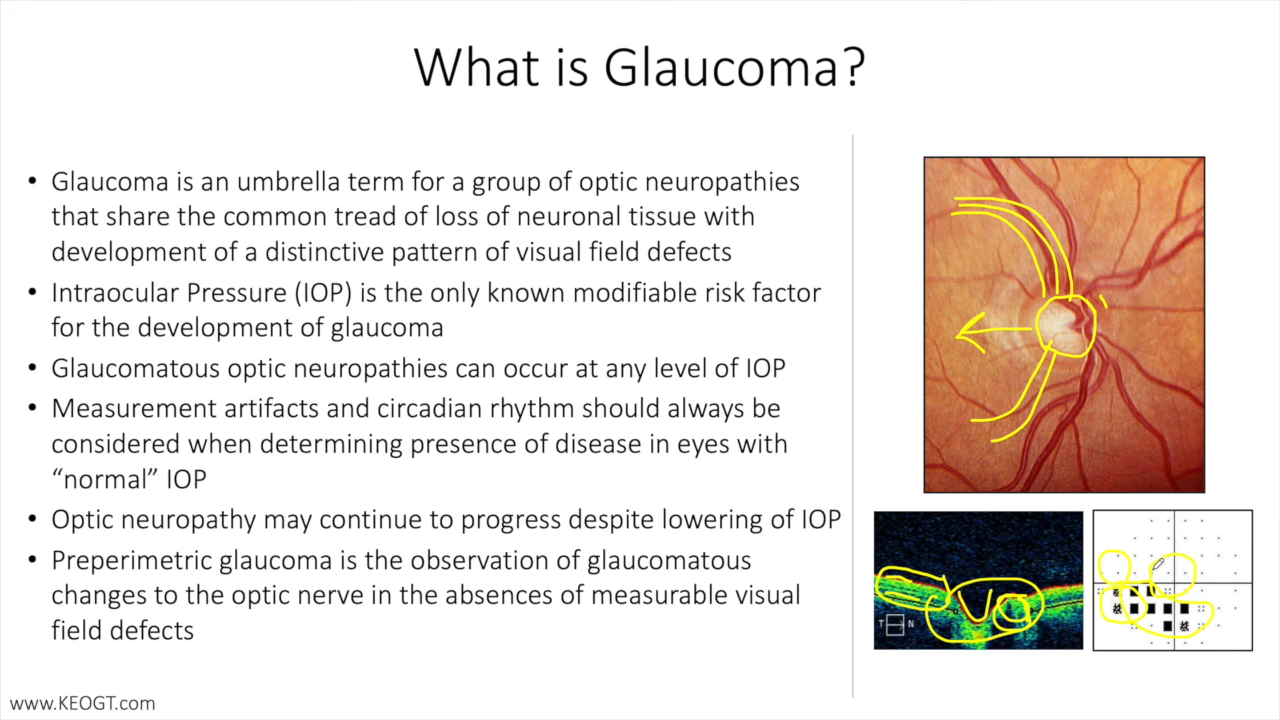 What is Glaucoma?
• Glaucoma is an umbrella term for a group of optic neuropathies
that share the common tread of loss of neuronal tissue with
development of a distinctive pattern of visual field defects
• Intraocular Pressure (IOP) is the only known modifiable risk factor
for the development of glaucoma
• Glaucomatous optic neuropathies can occur at any level of IOP
• Measurement artifacts and circadian rhythm should always be
considered when determining presence of disease in eyes with
“normal” IOP
• Optic neuropathy may continue to progress despite lowering of IOP
• Preperimetric glaucoma is the observation of glaucomatous
changes to the optic nerve in the absences of measurable visual
field defects
T N
www.KEOGT.com